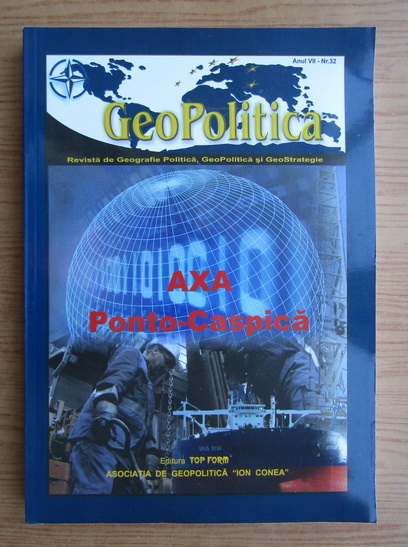 Anul VII - Nr.32
GeoPolitica
Revistă de Geografie Politică, GeoPolitică şi GeoStrategie
AXA
Ponto-Caspică
Editura TOP FORM
ASOCIAŢIA DE GEOPOLITICĂ "ION CONEA"